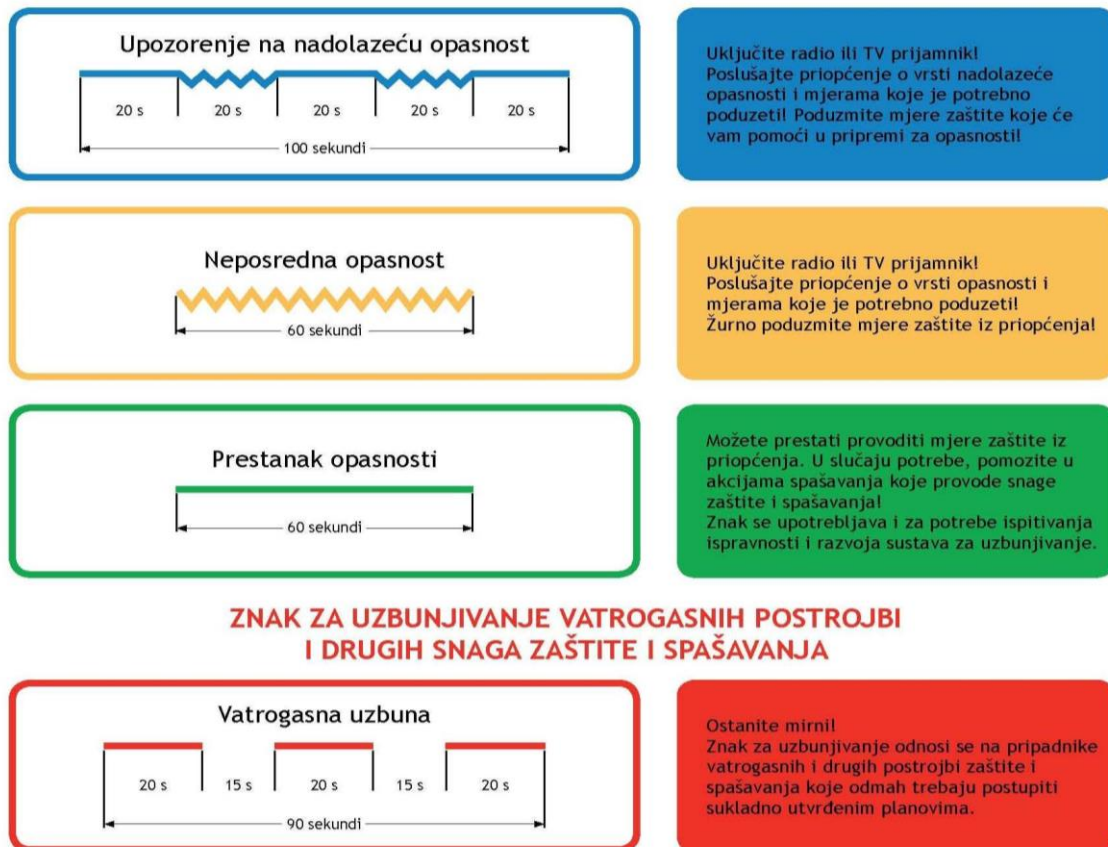 Upozorenje na nadolazeću opasnost
20 s 20 s 20 s 20 s 20 s
100 sekundi
Uključite radio ili TV prijamnik!
Poslušajte priopćenje o vrsti nadolazeće
opasnosti i mjerama koje je potrebno
poduzeti! Poduzmite mjere zaštite koje će
vam pomoći u pripremi za opasnosti!
Neposredna opasnost
60 sekundi
Uključite radio ili TV prijamnik!
Poslušajte priopćenje o vrsti opasnosti i
mjerama koje je potrebno poduzeti!
Žurno poduzmite mjere zaštite iz priopćenja!
Prestanak opasnosti
60 sekundi
Možete prestati provoditi mjere zaštite iz
priopćenja. U slučaju potrebe, pomozite u
akcijama spašavanja koje provode snage
zaštite i spašavanja!
Znak se upotrebljava i za potrebe ispitivanja
ispravnosti i razvoja sustava za uzbunjivanje.
ZNAK ZA UZBUNJIVANJE VATROGASNIH POSTROJBI
I DRUGIH SNAGA ZAŠTITE I SPAŠAVANJA
Vatrogasna uzbuna
20 s 15 s 20 s 15 s 20 s
90 sekundi
Ostanite mirni!
Znak za uzbunjivanje odnosi se na pripadnike
vatrogasnih i drugih postrojbi zaštite i
spašavanja koje odmah trebaju postupiti
sukladno utvrđenim planovima.